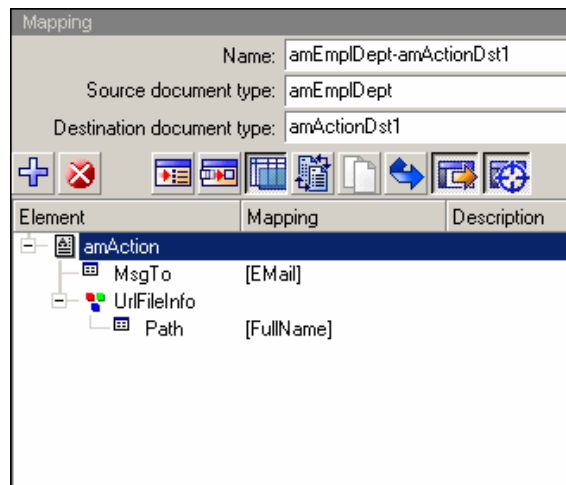 Mapping
Name: amEmplDept-amActionDst1
Source document type: amEmplDept
Destination document type: amActionDst1
Element Mapping Description
amAction
MsgTo [EMail]
UrlFileInfo
Path [FullName]